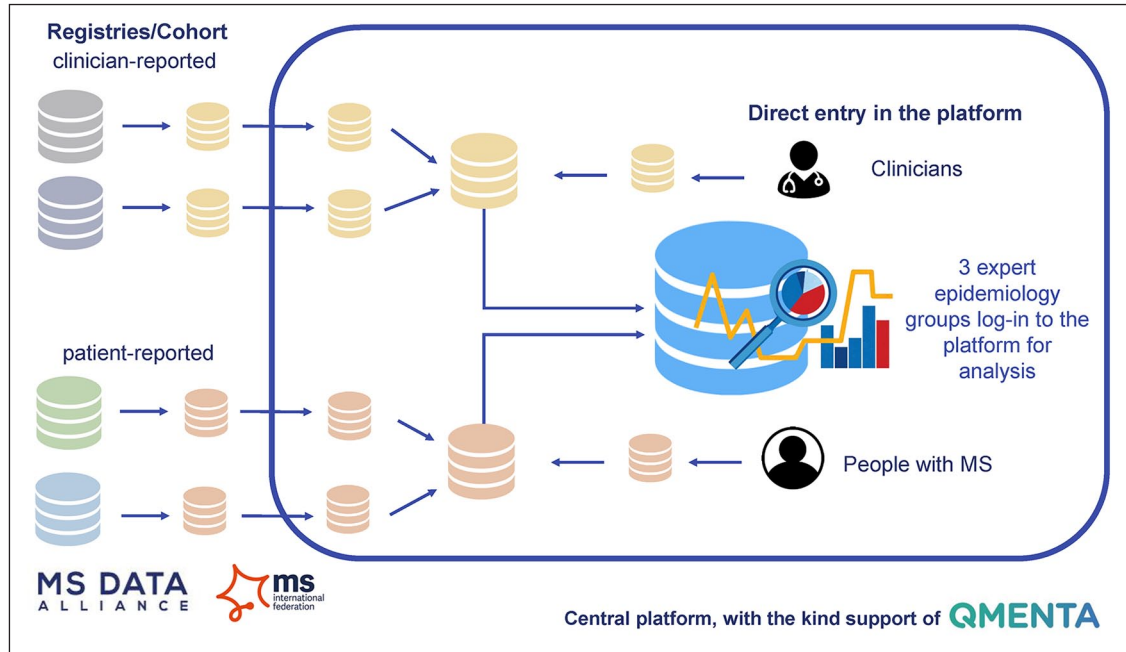 Registries/Cohort
clinician-reported
Direct entry in the platform
Clinicians
3 expert
epidemiology
groups log-in to the
platform for
analysis
patient-reported
People with MS
MS DATA
ALLIANCE
ms
international
federation
Central platform, with the kind support of QMENTA